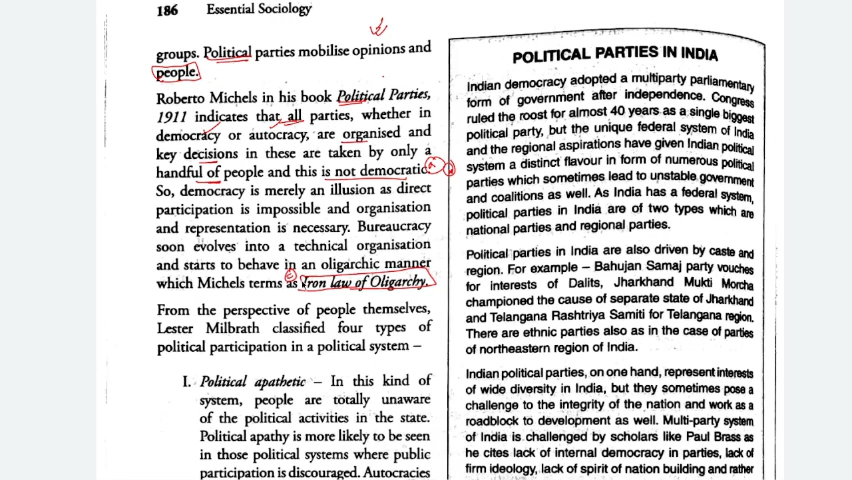 186 Essential Sociology
groups. Political parties mobilise opinions and
people.
Roberto Michels in his book Political Parties,
1911 indicates that all parties, whether in
democracy or autocracy, are organised and
key decisions in these are taken by only a
handful of people and this is not democratic.
So, democracy is merely an illusion as direct
participation is impossible and organisation
and representation is necessary. Bureaucracy
soon evolves into a technical organisation
and starts to behave in an oligarchic manner
which Michels terms as Iron law of Oligarchy.
From the perspective of people themselves,
Lester Milbrath classified four types of
political participation in a political system –
I. Political apathetic – In this kind of
system, people are totally unaware
of the political activities in the state.
Political apathy is more likely to be seen
in those political systems where public
participation is discouraged. Autocracies
POLITICAL PARTIES IN INDIA
Indian democracy adopted a multiparty parliamentary
form of government after independence. Congress
ruled the roost for almost 40 years as a single biggest
political party, but the unique federal system of India
and the regional aspirations have given Indian political
system a distinct flavour in form of numerous political
parties which sometimes lead to unstable government
and coalitions as well. As India has a federal system,
political parties in India are of two types which are
national parties and regional parties.
Political parties in India are also driven by caste and
region. For example – Bahujan Samaj party vouches
for interests of Dalits, Jharkhand Mukti Morcha
championed the cause of separate state of Jharkhand
and Telangana Rashtriya Samiti for Telangana region.
There are ethnic parties also as in the case of parties
of northeastern region of India.
Indian political parties, on one hand, represent interests
of wide diversity in India, but they sometimes pose a
challenge to the integrity of the nation and work as a
roadblock to development as well. Multi-party system
of India is challenged by scholars like Paul Brass as
he cites lack of internal democracy in parties, lack of
firm ideology, lack of spirit of nation building and rather